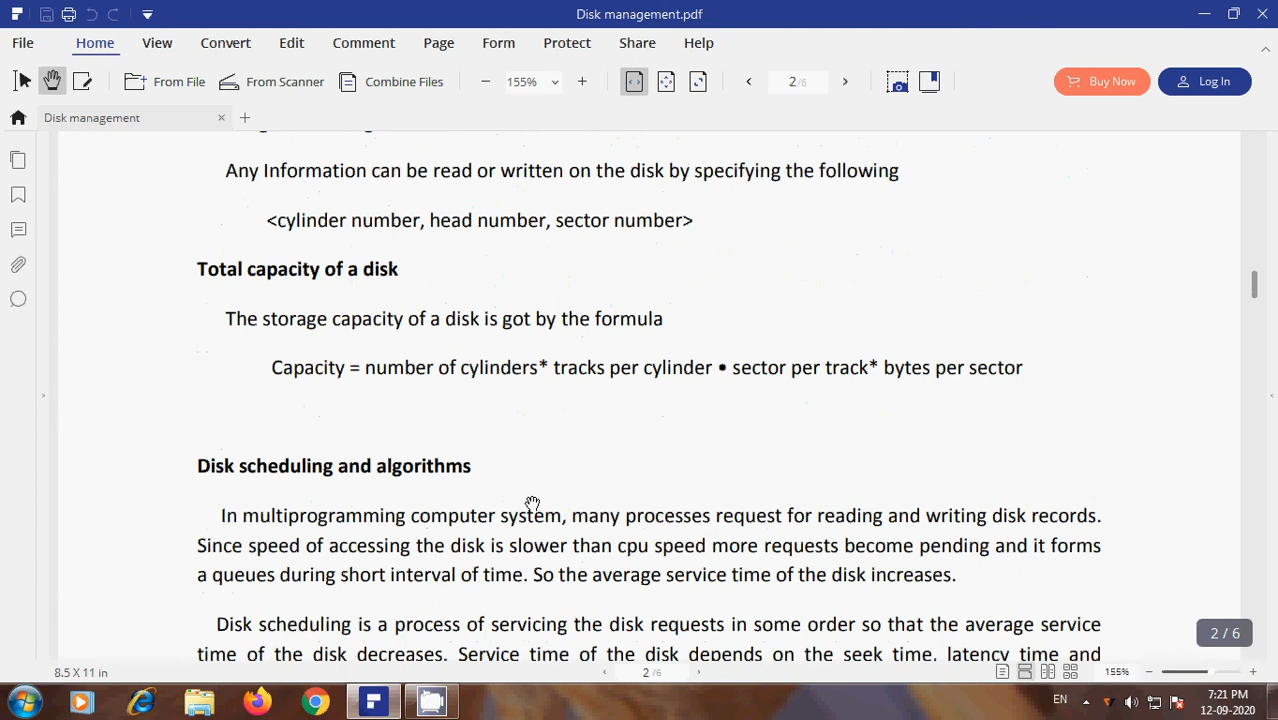 Disk management.pdf
File Home View Convert Edit Comment Page Form Protect Share Help
From File From Scanner Combine Files 155% 2/6 Buy Now Log In
Disk management
Any Information can be read or written on the disk by specifying the following
<cylinder number, head number, sector number>
Total capacity of a disk
The storage capacity of a disk is got by the formula
Capacity = number of cylinders* tracks per cylinder • sector per track* bytes per sector
Disk scheduling and algorithms
In multiprogramming computer system, many processes request for reading and writing disk records.
Since speed of accessing the disk is slower than cpu speed more requests become pending and it forms
a queues during short interval of time. So the average service time of the disk increases.
Disk scheduling is a process of servicing the disk requests in some order so that the average service
2 / 6
time of the disk decreases. Service time of the disk depends on the seek time, latency time and
8.5 X 11 in 2/6 155%
EN 7:21 PM
12-09-2020